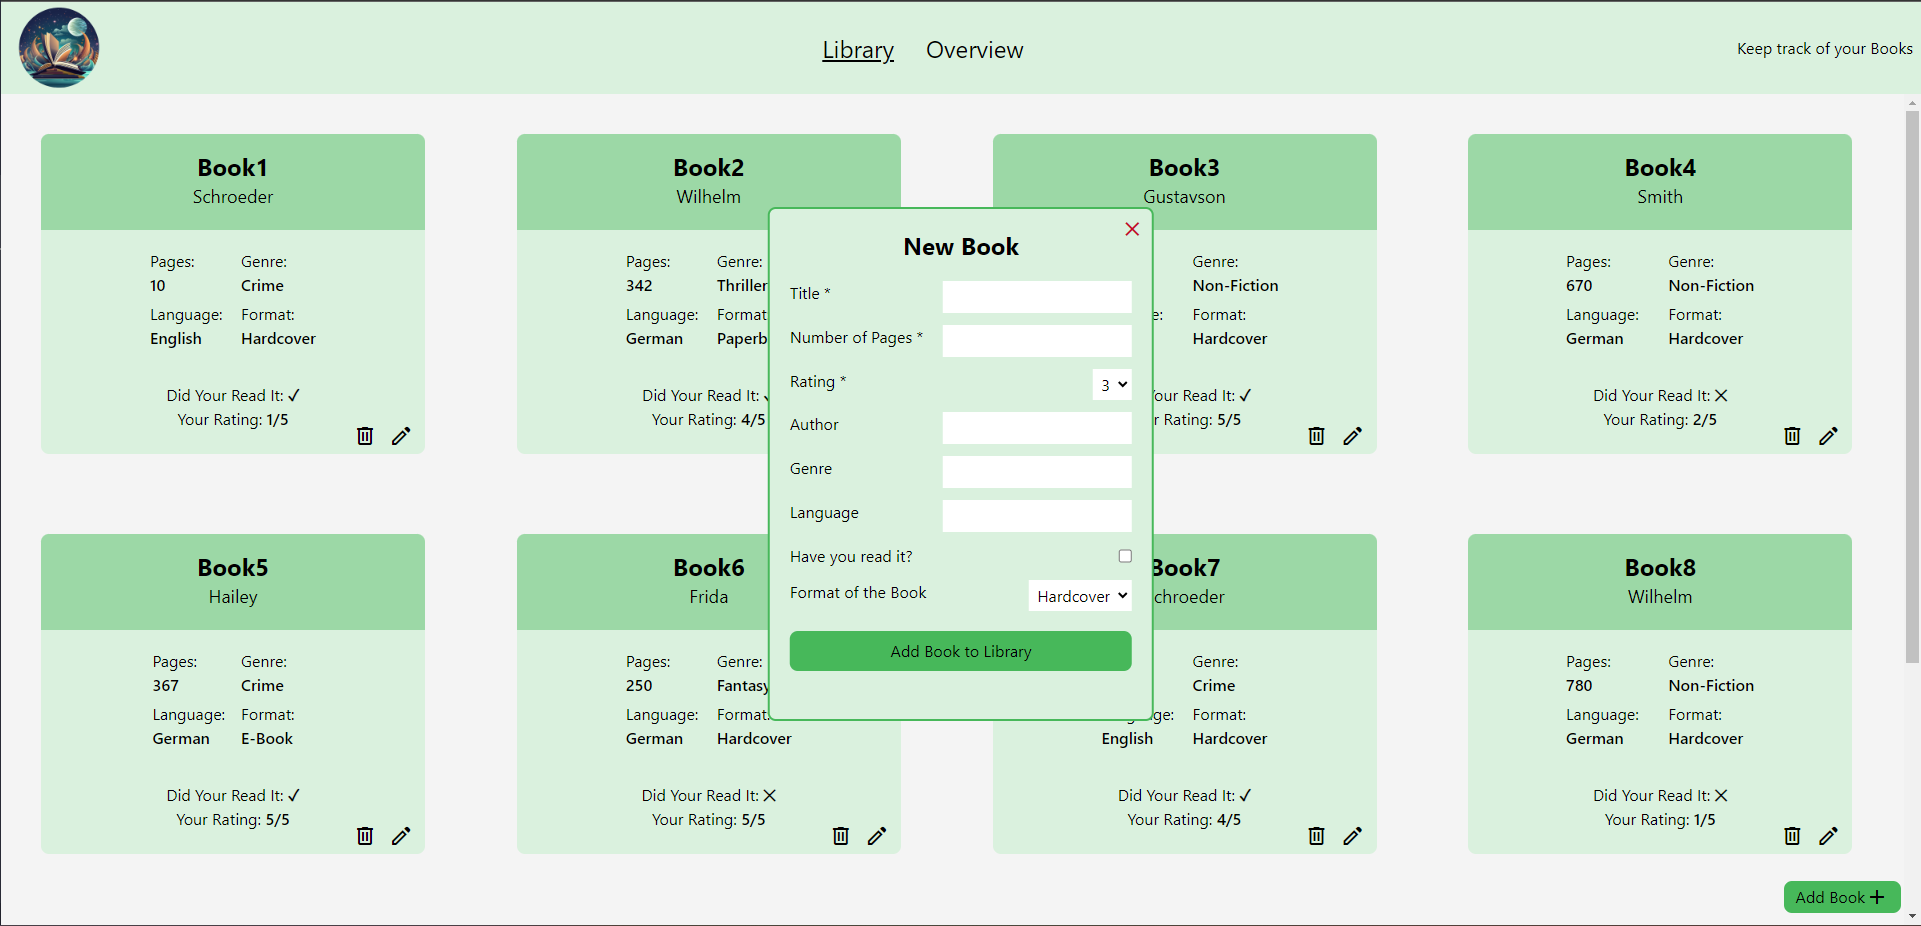 Library Overview Keep track of your Books
Book1
Schroeder
Pages: Genre:
10 Crime
Language: Format:
English Hardcover
Did Your Read It: ✓
Your Rating: 1/5
Book2
Wilhelm
Pages: Genre:
342 Thriller
Language: Format
German Paperb
Did Your Read It:
Your Rating: 4/5
Book3
Gustavson
Genre:
Non-Fiction
e: Format:
Hardcover
our Read It: ✓
r Rating: 5/5
Book4
Smith
Pages: Genre:
670 Non-Fiction
Language: Format:
German Hardcover
Did Your Read It: ✕
Your Rating: 2/5
New Book
Title *
Number of Pages *
Rating * 3
Author
Genre
Language
Have you read it?
Format of the Book Hardcover
Add Book to Library
Book5
Hailey
Pages: Genre:
367 Crime
Language: Format:
German E-Book
Did Your Read It: ✓
Your Rating: 5/5
Book6
Frida
Pages: Genre:
250 Fantasy
Language: Format:
German Hardcover
Did Your Read It: ✕
Your Rating: 5/5
Book7
chroeder
Genre:
Crime
ge: Format:
English Hardcover
Did Your Read It: ✓
Your Rating: 4/5
Book8
Wilhelm
Pages: Genre:
780 Non-Fiction
Language: Format:
German Hardcover
Did Your Read It: ✕
Your Rating: 1/5
Add Book +